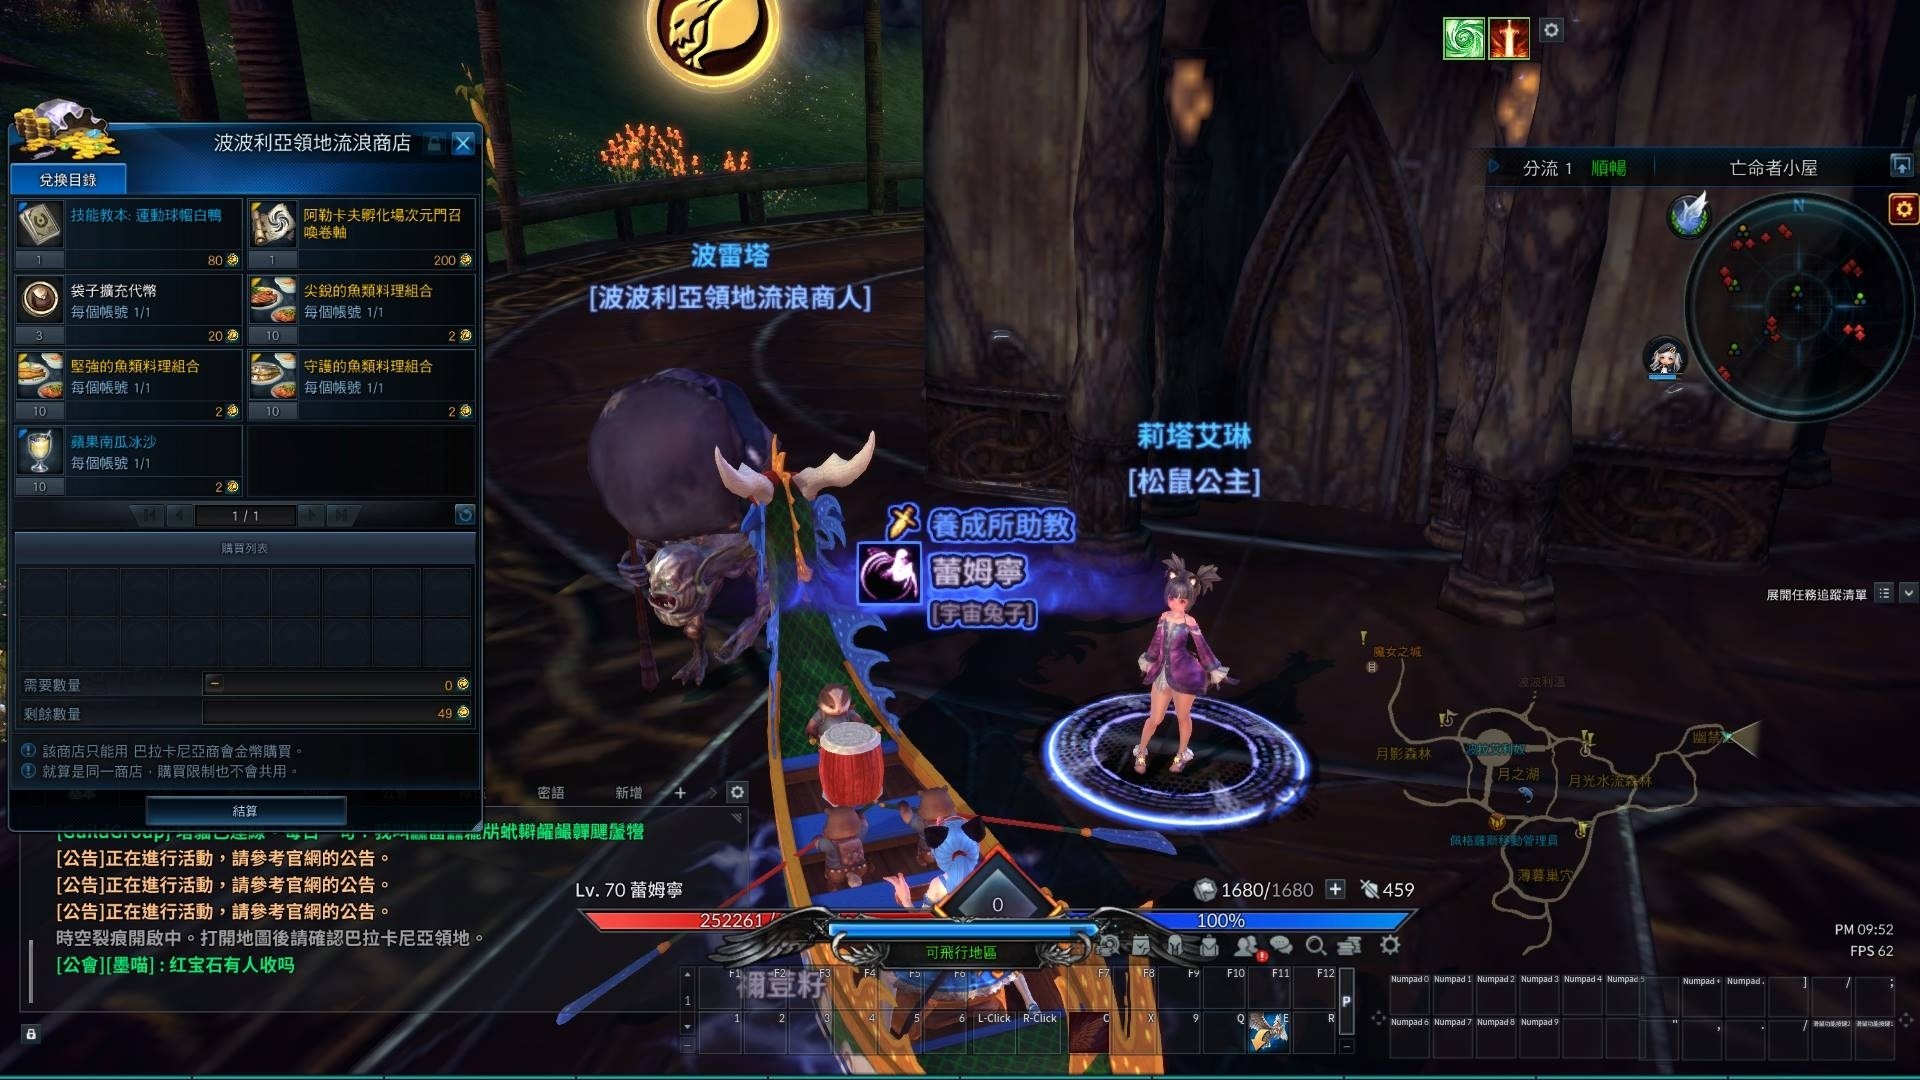 波波利亞領地流浪商店
兌換目錄
技能教本: 運動球帽白鴨
1
80
阿勒卡夫孵化場次元門召
喚卷軸
1
200
袋子擴充代幣
每個帳號 1/1
3
20
尖銳的魚類料理組合
每個帳號 1/1
10
2
堅強的魚類料理組合
每個帳號 1/1
10
2
守護的魚類料理組合
每個帳號 1/1
10
2
蘋果南瓜冰沙
每個帳號 1/1
10
2
1 / 1
購買列表
需要數量
0
剩餘數量
49
該商店只能用 巴拉卡尼亞商會金幣購買。
就算是同一商店，購買限制也不會共用。
結算
密語
新增
[公告]正在進行活動，請參考官網的公告。
[公告]正在進行活動，請參考官網的公告。
[公告]正在進行活動，請參考官網的公告。
時空裂痕開啟中。打開地圖後請確認巴拉卡尼亞領地。
[公會][墨喵] : 红宝石有人收吗
波雷塔
[波波利亞領地流浪商人]
莉塔艾琳
[松鼠公主]
養成所助教
蕾姆寧
[宇宙兔子]
分流 1 順暢
亡命者小屋
N
展開任務追蹤清單
魔女之城
波波利溫
月影森林
月之湖
月光水流森林
佩格薩斯移動管理員
薄暮巢穴
Lv. 70 蕾姆寧
1680/1680
459
252261
0
100%
可飛行地區
F1 F2 F3 F4 F5 F6 F7 F8 F9 F10 F11 F12
1
P
1 2 3 4 5 6 L-Click R-Click C X 9 Q E R
PM 09:52
FPS 62
Numpad 0 Numpad 1 Numpad 2 Numpad 3 Numpad 4 Numpad 5 Numpad + Numpad . ] / ;
Numpad 6 Numpad 7 Numpad 8 Numpad 9 " , . /